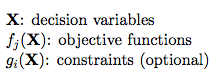 X: decision variables
fⱼ(X): objective functions
gᵢ(X): constraints (optional)